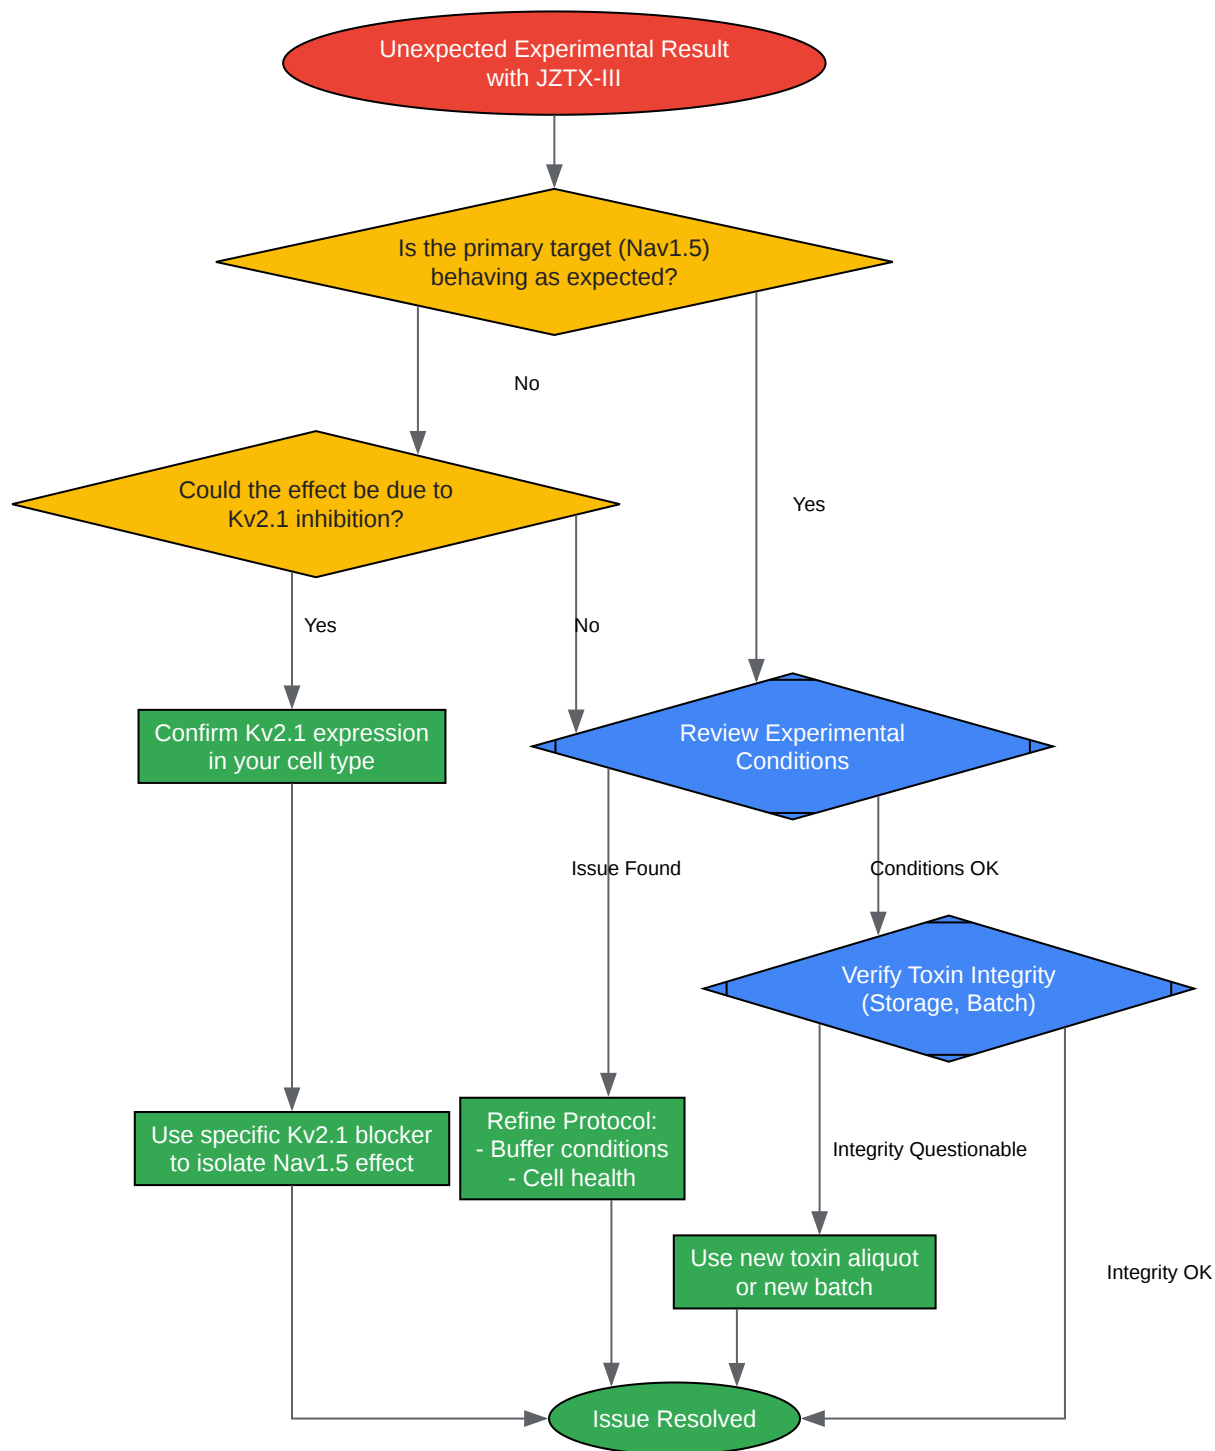 Unexpected Experimental Result
with JZTX-III
Is the primary target (Nav1.5)
behaving as expected?
No
Could the effect be due to
Kv2.1 inhibition?
Yes
Yes
No
Confirm Kv2.1 expression
in your cell type
Review Experimental
Conditions
Issue Found
Conditions OK
Verify Toxin Integrity
(Storage, Batch)
Use specific Kv2.1 blocker
to isolate Nav1.5 effect
Refine Protocol:
- Buffer conditions
- Cell health
Integrity Questionable
Use new toxin aliquot
or new batch
Integrity OK
Issue Resolved